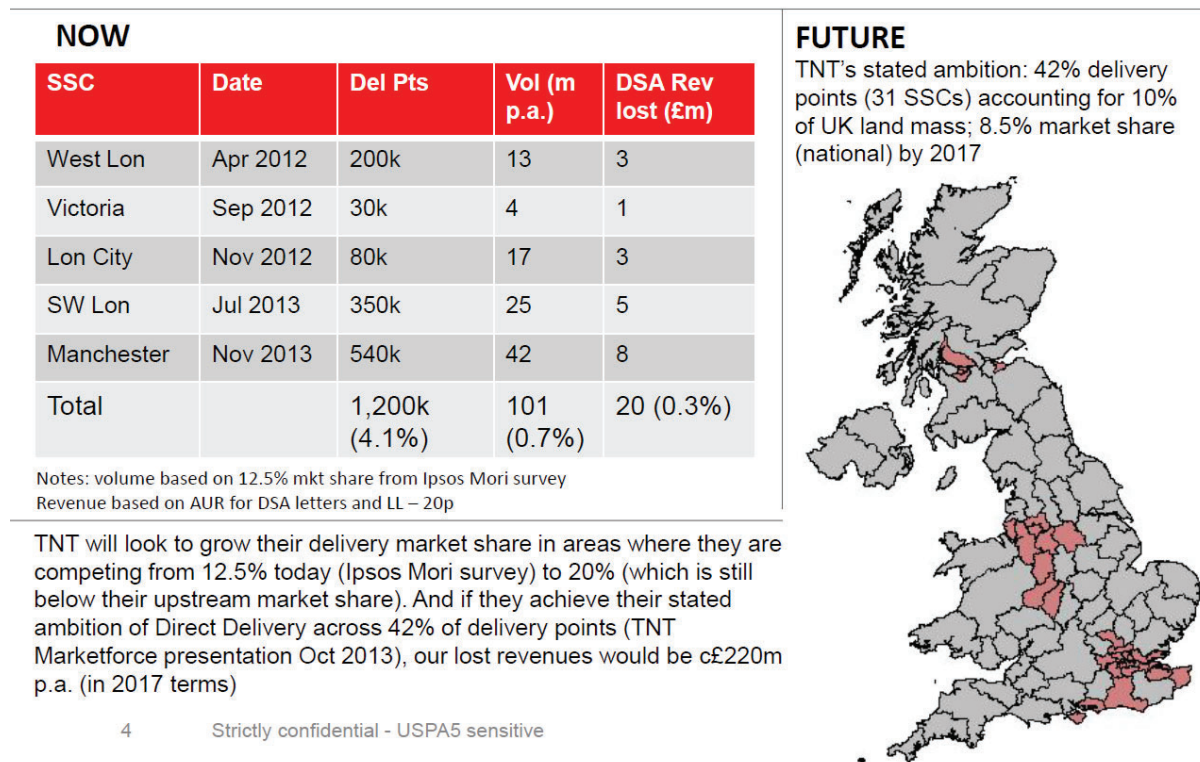 NOW
SSC Date Del Pts Vol (m p.a.) DSA Rev lost (£m)
West Lon Apr 2012 200k 13 3
Victoria Sep 2012 30k 4 1
Lon City Nov 2012 80k 17 3
SW Lon Jul 2013 350k 25 5
Manchester Nov 2013 540k 42 8
Total 1,200k (4.1%) 101 (0.7%) 20 (0.3%)
Notes: volume based on 12.5% mkt share from Ipsos Mori survey
Revenue based on AUR for DSA letters and LL – 20p
TNT will look to grow their delivery market share in areas where they are
competing from 12.5% today (Ipsos Mori survey) to 20% (which is still
below their upstream market share). And if they achieve their stated
ambition of Direct Delivery across 42% of delivery points (TNT
Marketforce presentation Oct 2013), our lost revenues would be c£220m
p.a. (in 2017 terms)
FUTURE
TNT's stated ambition: 42% delivery
points (31 SSCs) accounting for 10%
of UK land mass; 8.5% market share
(national) by 2017
4 Strictly confidential - USPA5 sensitive